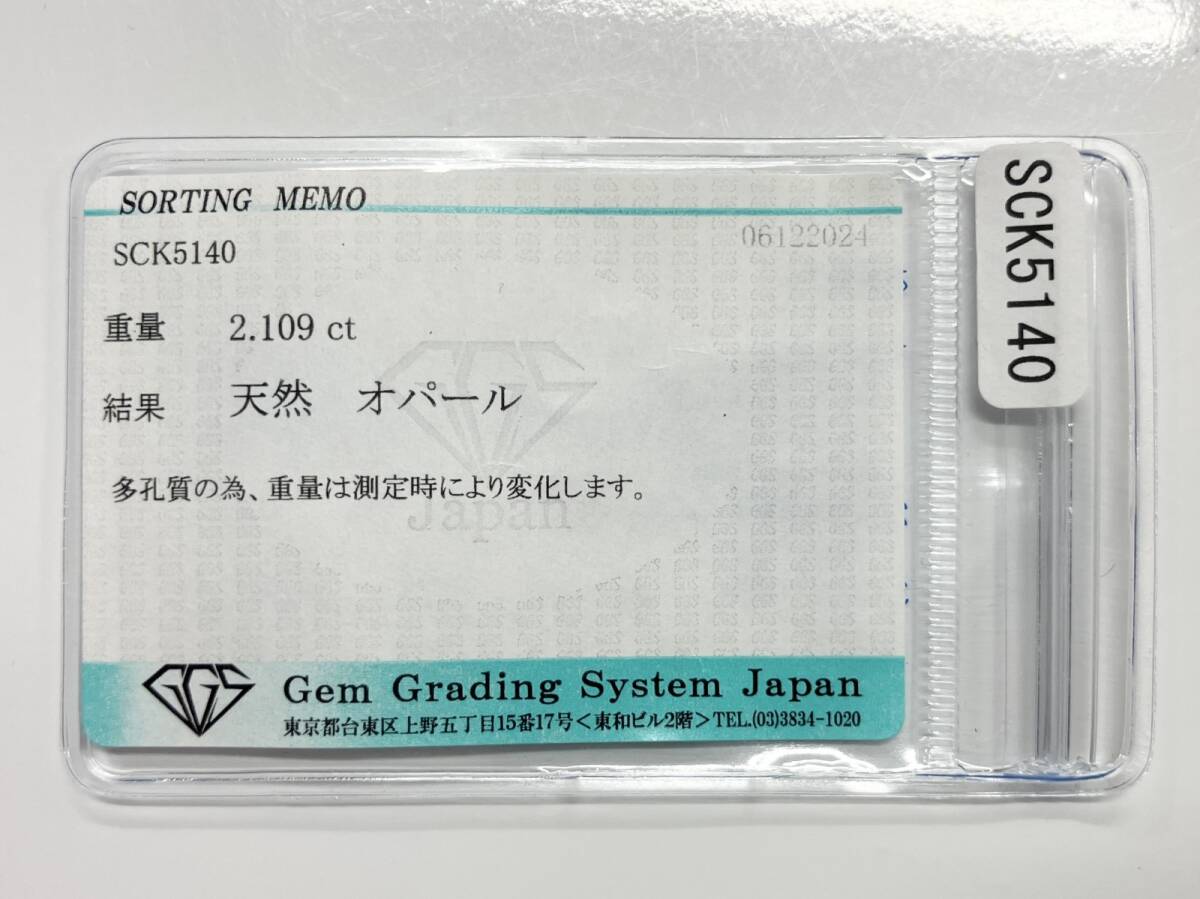 SORTING MEMO
SCK5140
06122024
重量 2.109 ct
結果 天然 オパール
多孔質の為、重量は測定時により変化します。
Japan
GGS
Gem Grading System Japan
東京都台東区上野五丁目15番17号＜東和ビル2階＞TEL.(03)3834-1020
SCK5140